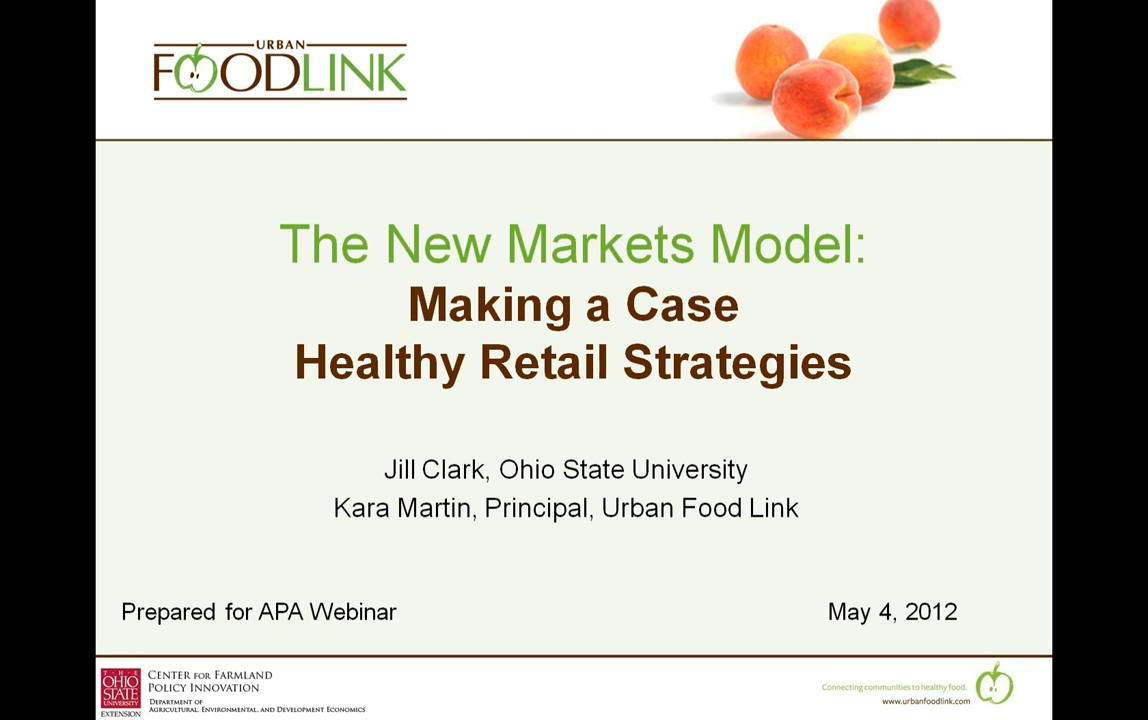 URBAN
FOODLINK
The New Markets Model:
Making a Case
Healthy Retail Strategies
Jill Clark, Ohio State University
Kara Martin, Principal, Urban Food Link
Prepared for APA Webinar
May 4, 2012
T · H · E
OHIO
STATE
UNIVERSITY
EXTENSION
CENTER FOR FARMLAND
POLICY INNOVATION
DEPARTMENT OF
AGRICULTURAL, ENVIRONMENTAL, AND DEVELOPMENT ECONOMICS
Connecting communities to healthy food.
www.urbanfoodlink.com